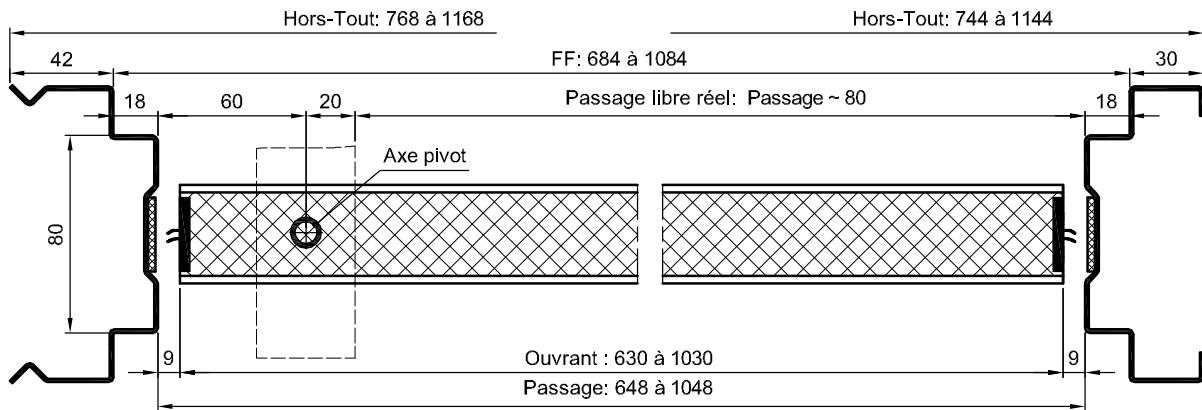 Hors-Tout: 768 à 1168
Hors-Tout: 744 à 1144
42
FF: 684 à 1084
30
18
60
20
Passage libre réel: Passage ~ 80
18
Axe pivot
80
9
Ouvrant : 630 à 1030
9
Passage: 648 à 1048